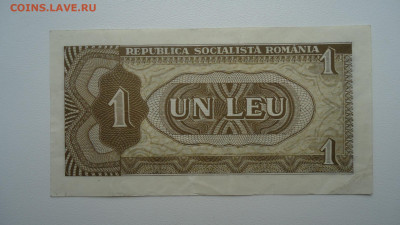 COINS.LAVE.RU
REPUBLICA SOCIALISTĂ ROMÂNIA
1
1 UN LEU
1